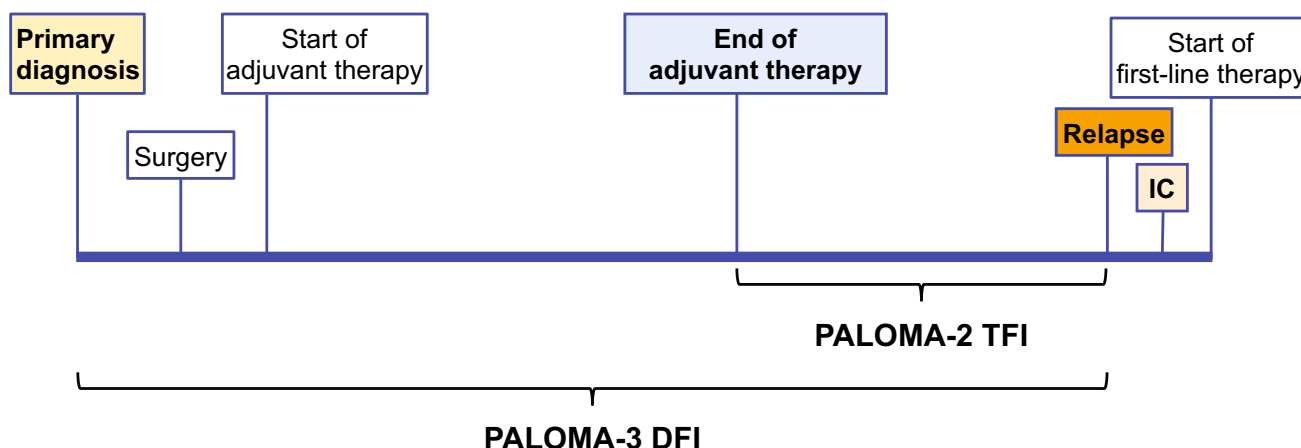 Primary
diagnosis
Start of
adjuvant therapy
End of
adjuvant therapy
Start of
first-line therapy
Surgery
Relapse
IC
PALOMA-2 TFI
PALOMA-3 DFI